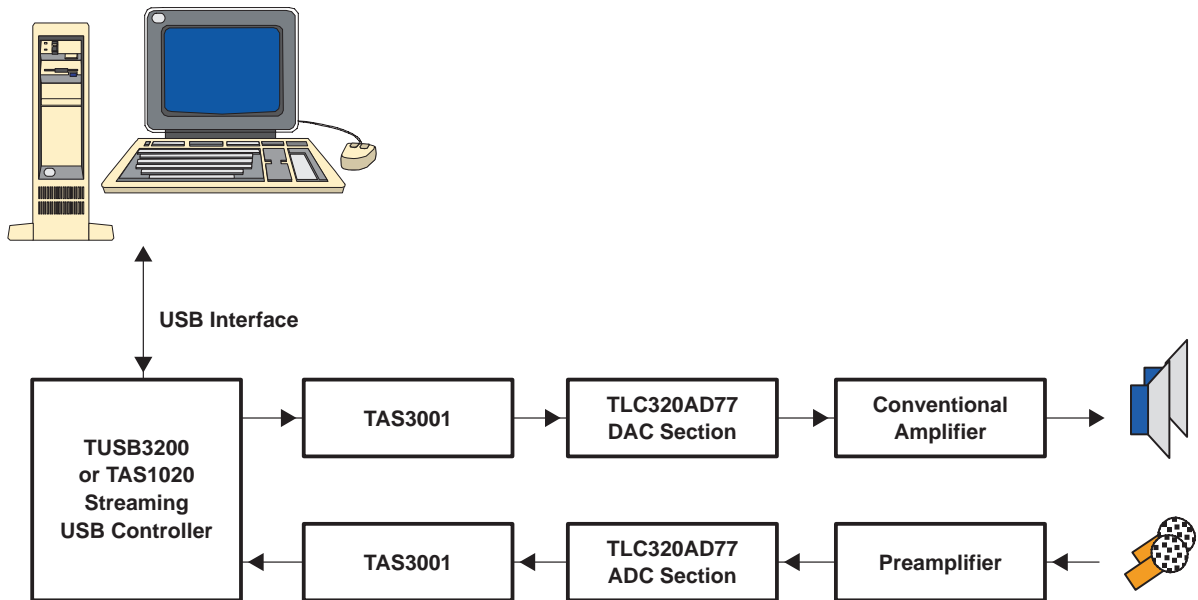 USB Interface
TUSB3200
or TAS1020
Streaming
USB Controller
TAS3001
TLC320AD77
DAC Section
Conventional
Amplifier
TAS3001
TLC320AD77
ADC Section
Preamplifier